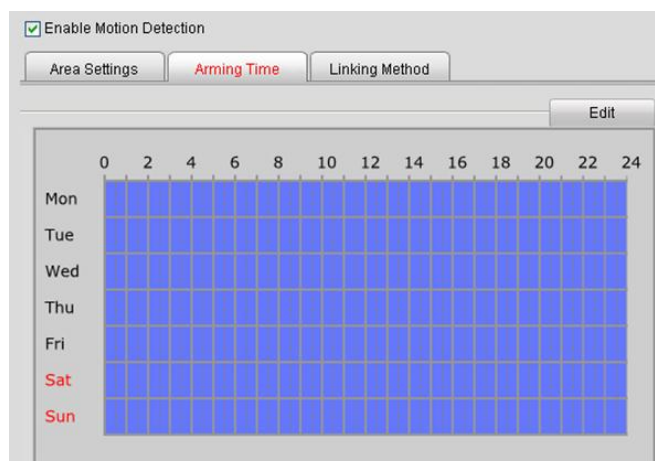 Enable Motion Detection
Area Settings Arming Time Linking Method
Edit
0 2 4 6 8 10 12 14 16 18 20 22 24
Mon
Tue
Wed
Thu
Fri
Sat
Sun